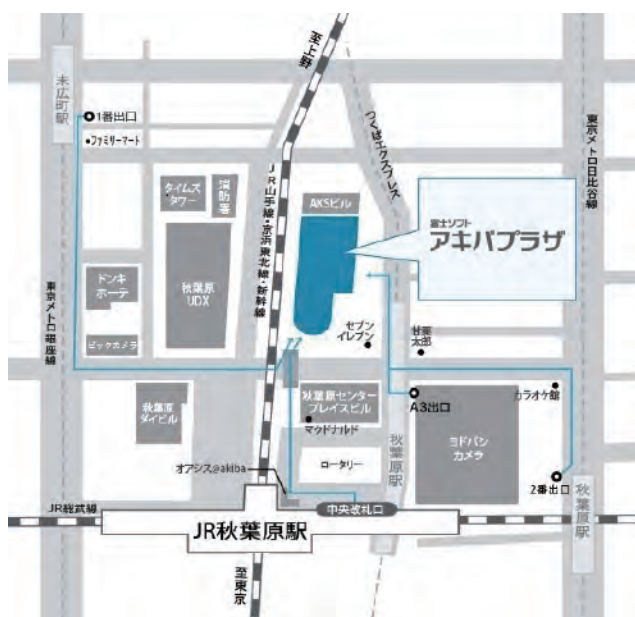 至上野
末広町駅
1番出口
ファミリーマート
つくばエクスプレス
東京メトロ日比谷線
タイムズ
タワー
消防署
AKSビル
富士ソフト
アキバプラザ
JR山手線・京浜東北線・新幹線
ドンキ
ホーテ
秋葉原
UDX
東京メトロ銀座線
ビックカメラ
セブン
イレブン
甘栗
太郎
秋葉原
ダイビル
秋葉原センター
プレイスビル
マクドナルド
A3出口
カラオケ館
ヨドバシ
カメラ
秋葉原駅
ロータリー
オアシス@akiba
2番出口
秋葉原駅
JR総武線
中央改札口
JR秋葉原駅
至東京